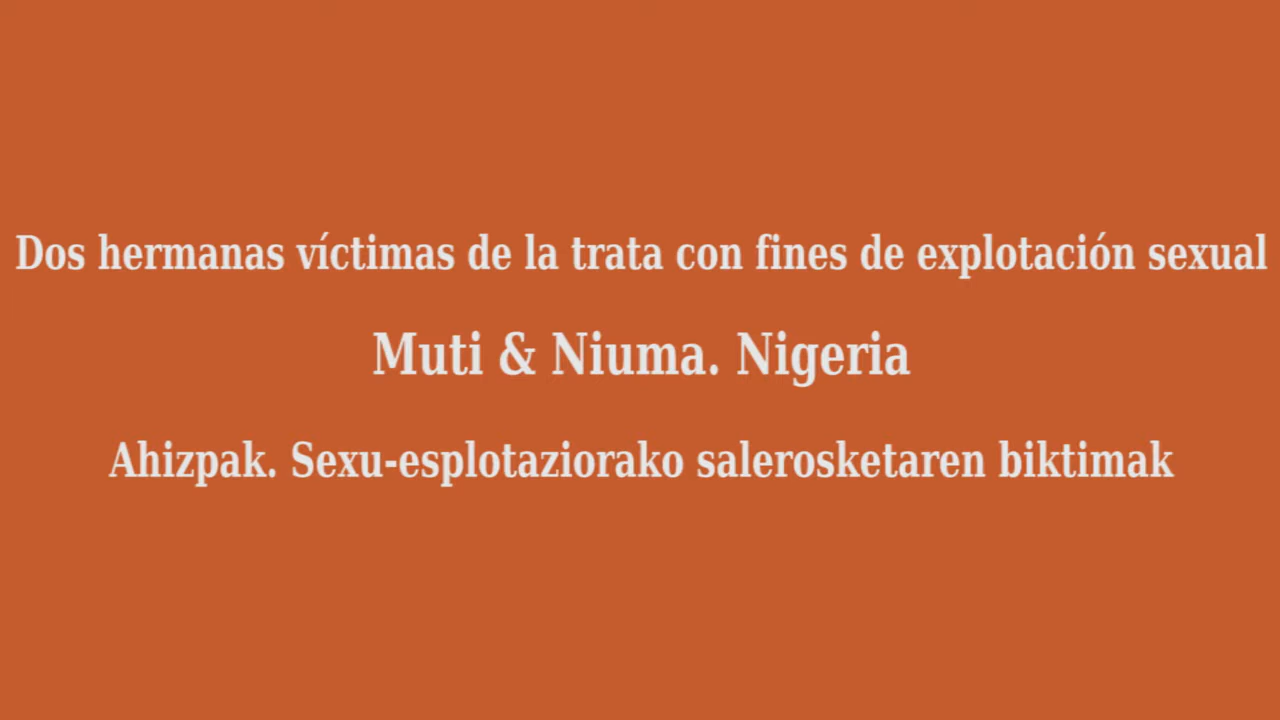 Dos hermanas víctimas de la trata con fines de explotación sexual
Muti & Niuma. Nigeria
Ahizpak. Sexu-esplotaziorako salerosketaren biktimak